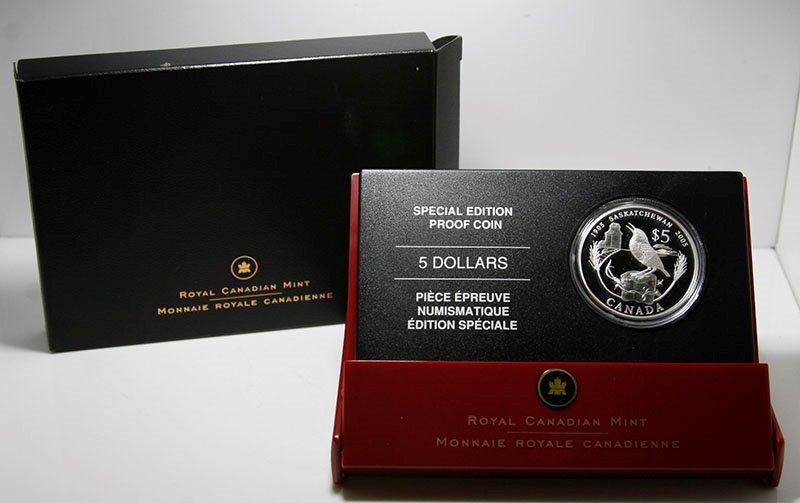 ROYAL CANADIAN MINT
MONNAIE ROYALE CANADIENNE
SPECIAL EDITION
PROOF COIN
5 DOLLARS
PIÈCE ÉPREUVE
NUMISMATIQUE
ÉDITION SPÉCIALE
1905 SASKATCHEWAN 2005
$5
CANADA
ROYAL CANADIAN MINT
MONNAIE ROYALE CANADIENNE